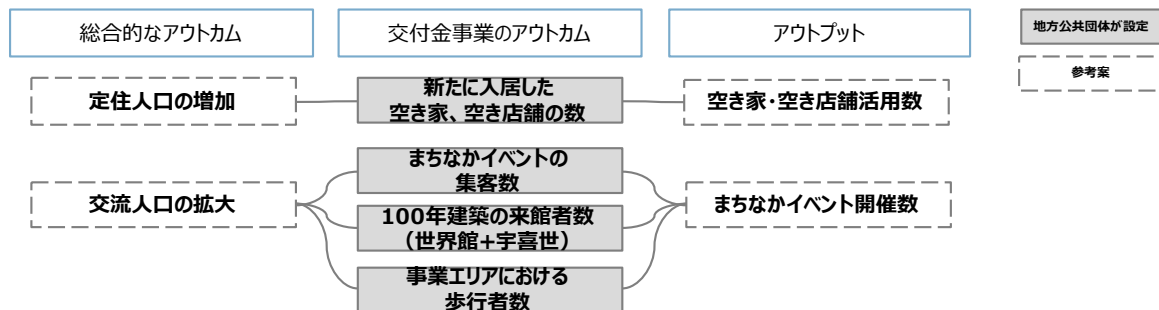 総合的なアウトカム
交付金事業のアウトカム
アウトプット
地方公共団体が設定
参考案
定住人口の増加
新たに入居した
空き家、空き店舗の数
空き家・空き店舗活用数
まちなかイベントの
集客数
交流人口の拡大
100年建築の来館者数
（世界館+宇喜世）
まちなかイベント開催数
事業エリアにおける
歩行者数